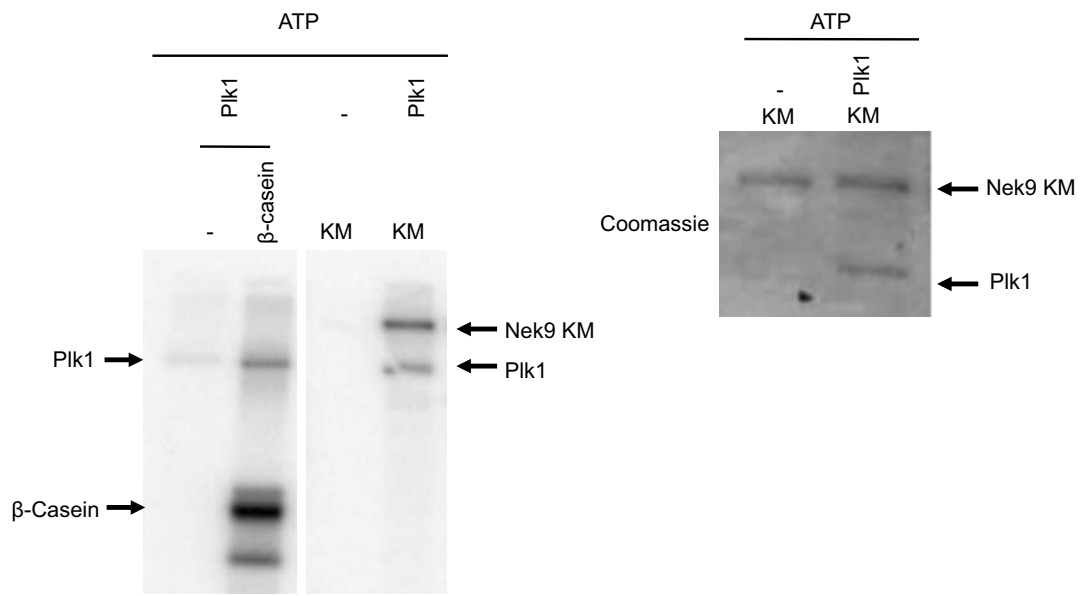 ATP
Plk1
-
Plk1
β-casein
-
KM
KM
Plk1
β-Casein
Nek9 KM
Plk1
ATP
-
Plk1
KM
KM
Coomassie
Nek9 KM
Plk1